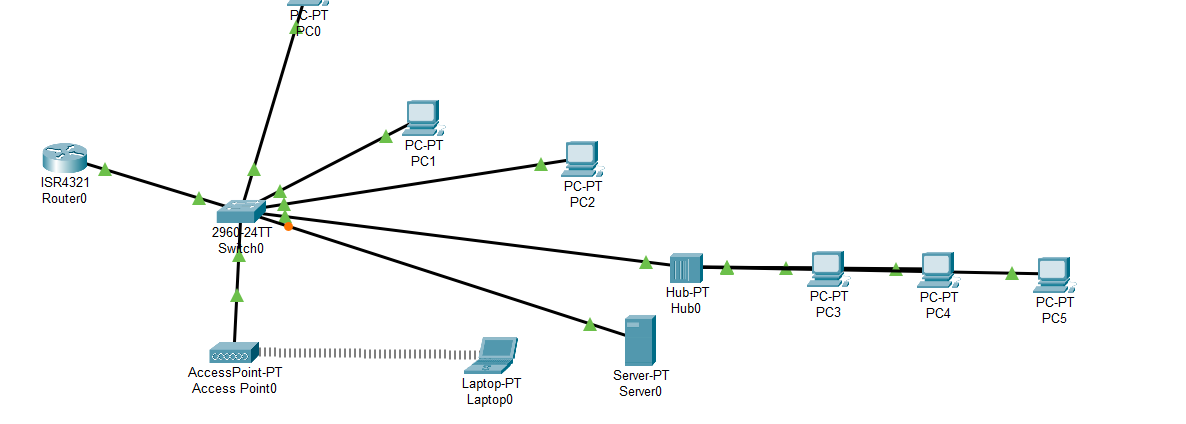 PC-PT
PC0
PC-PT
PC1
PC-PT
PC2
ISR4321
Router0
2960-24TT
Switch0
Hub-PT
Hub0
PC-PT
PC3
PC-PT
PC4
PC-PT
PC5
AccessPoint-PT
Access Point0
Laptop-PT
Laptop0
Server-PT
Server0